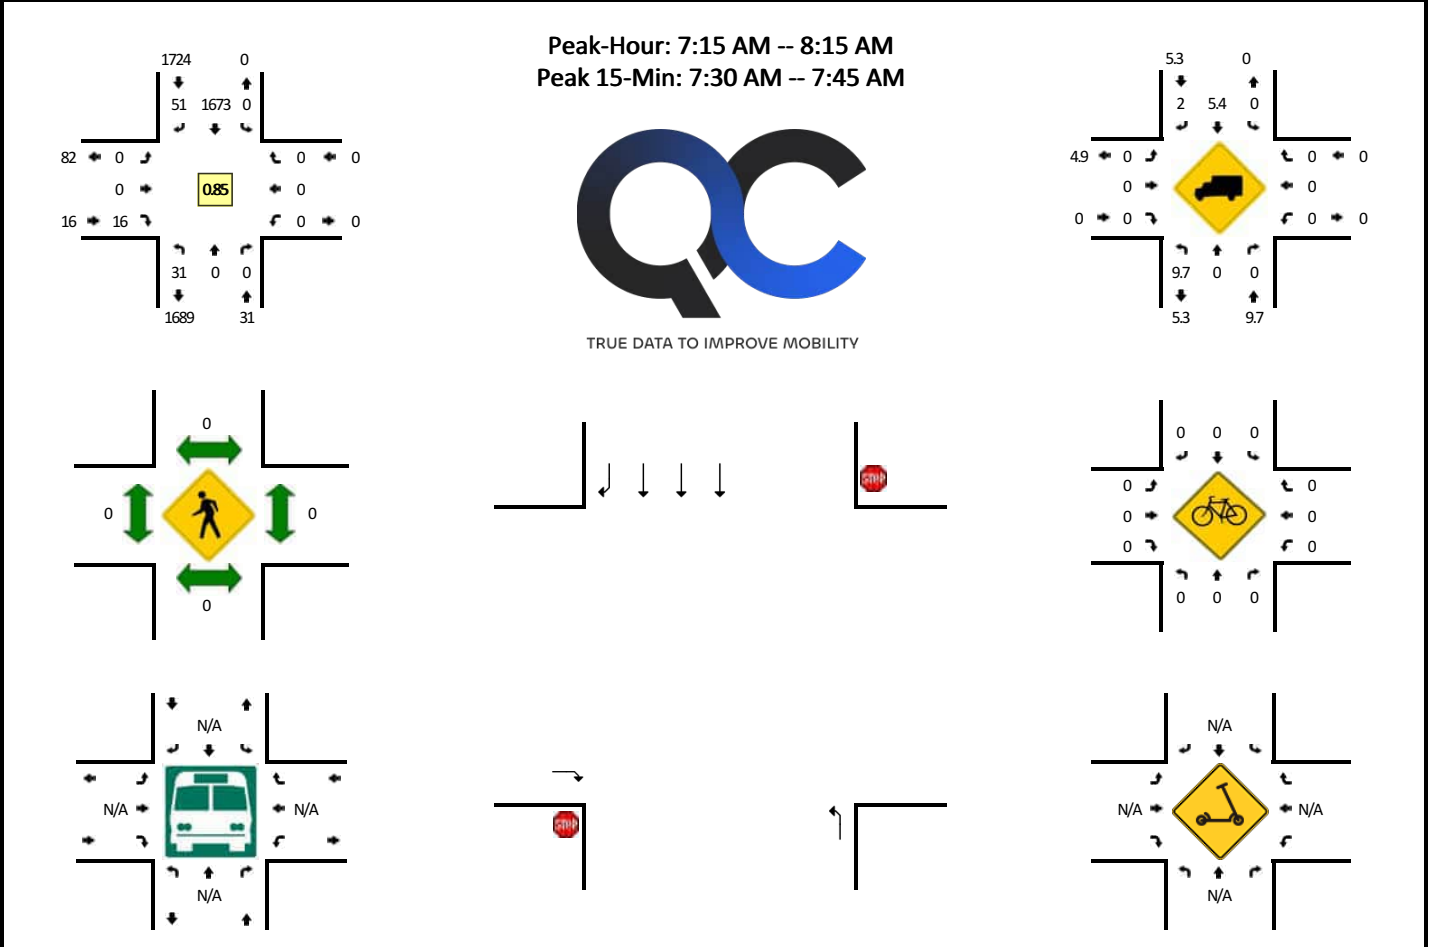 Peak-Hour: 7:15 AM -- 8:15 AM
Peak 15-Min: 7:30 AM -- 7:45 AM
1724 0
51 1673 0
82 0 0 0
0 0.85 0
16 16 0 0
31 0 0
1689 31
TRUE DATA TO IMPROVE MOBILITY
5.3 0
2 5.4 0
4.9 0 0 0
0 0
0 0 0 0
9.7 0 0
5.3 9.7
0
0 0
0
STOP
STOP
0 0 0
0 0
0 0
0 0
0 0 0
N/A
N/A N/A
N/A
N/A
N/A N/A
N/A